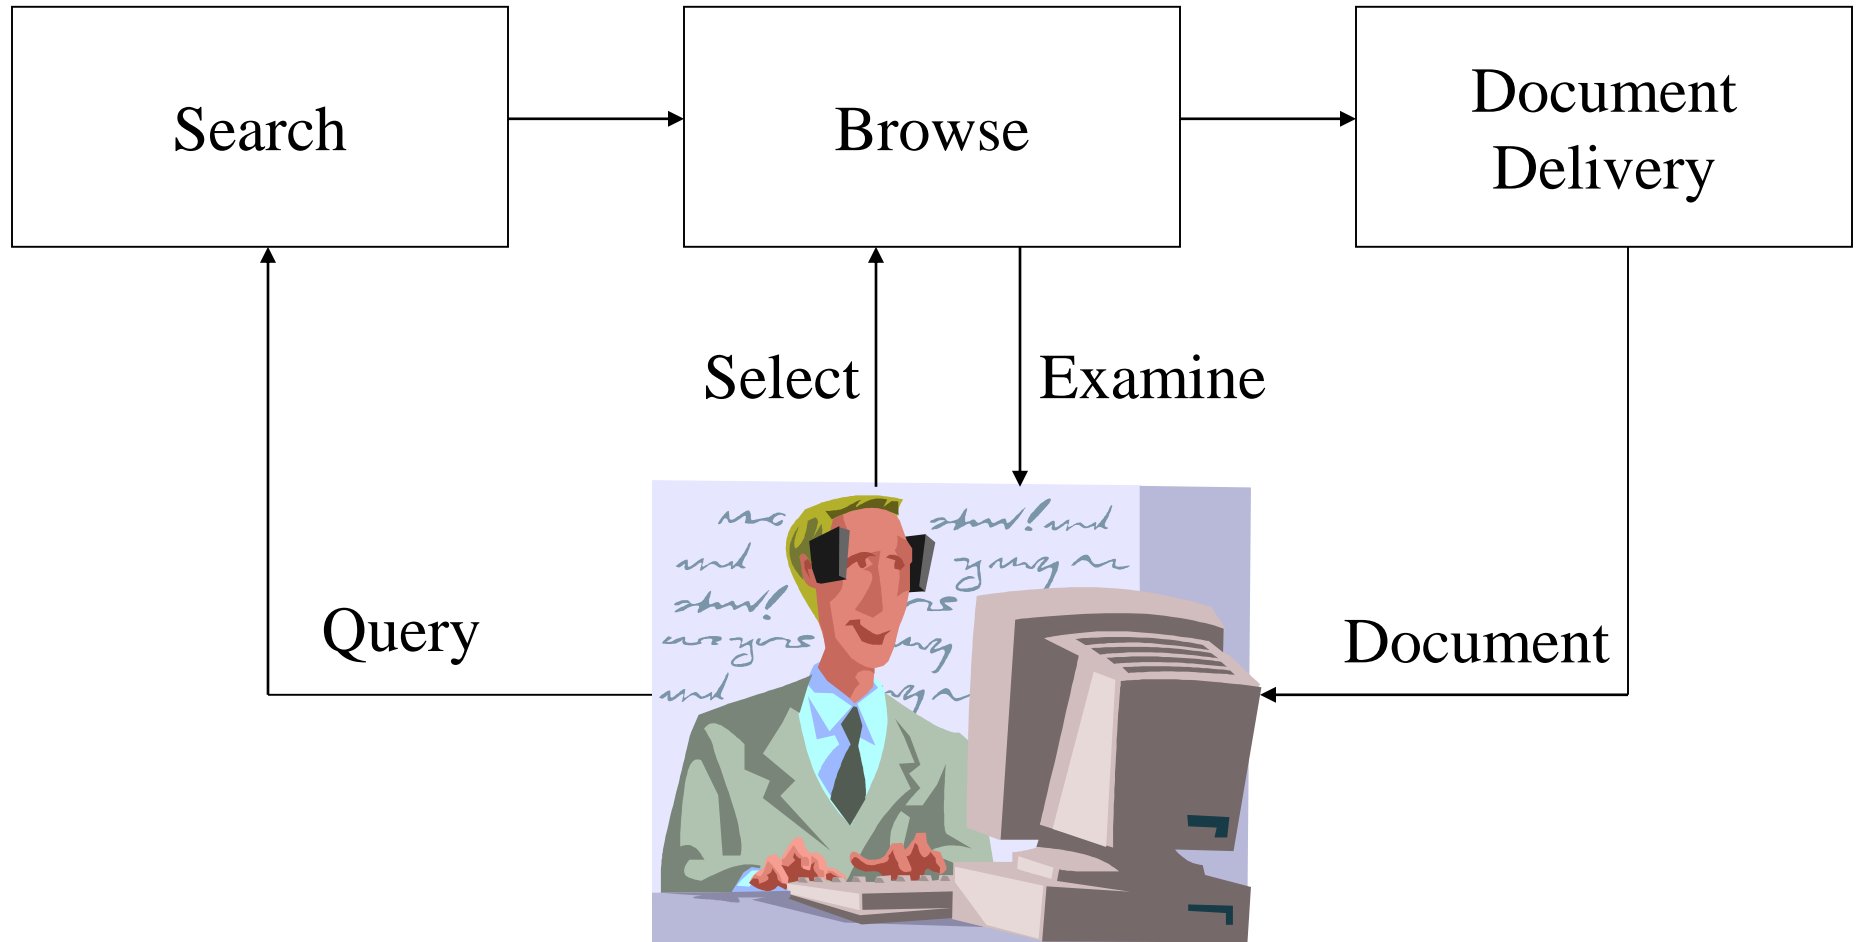 Search
Browse
Document
Delivery
Select
Examine
Query
Document